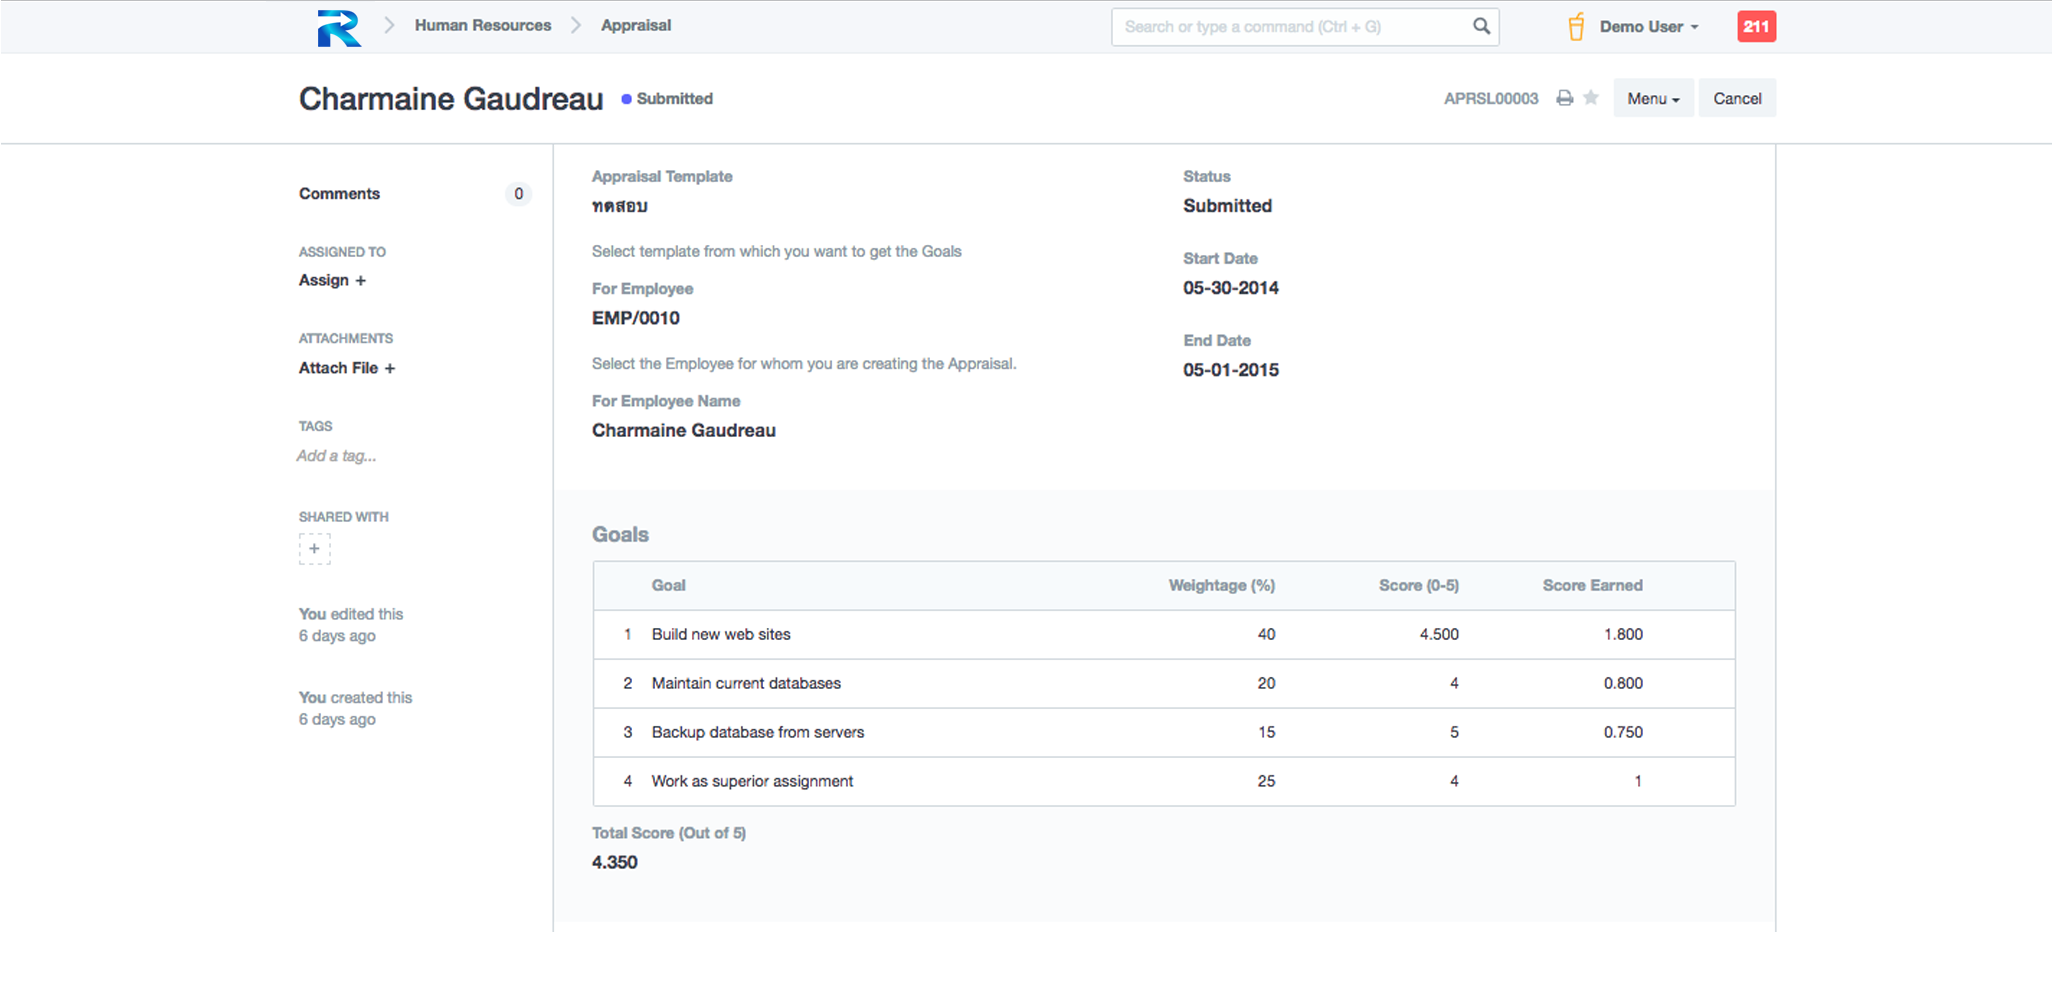 Human Resources
Appraisal
Search or type a command (Ctrl + G)
Demo User
211
Charmaine Gaudreau
Submitted
APRSL00003
Menu
Cancel
Comments
0
ASSIGNED TO
Assign +
ATTACHMENTS
Attach File +
TAGS
Add a tag...
SHARED WITH
+
You edited this
6 days ago
You created this
6 days ago
Appraisal Template
ทดสอบ
Select template from which you want to get the Goals
For Employee
EMP/0010
Select the Employee for whom you are creating the Appraisal.
For Employee Name
Charmaine Gaudreau
Status
Submitted
Start Date
05-30-2014
End Date
05-01-2015
Goals
Goal Weightage (%) Score (0-5) Score Earned
1 Build new web sites 40 4.500 1.800
2 Maintain current databases 20 4 0.800
3 Backup database from servers 15 5 0.750
4 Work as superior assignment 25 4 1
Total Score (Out of 5)
4.350